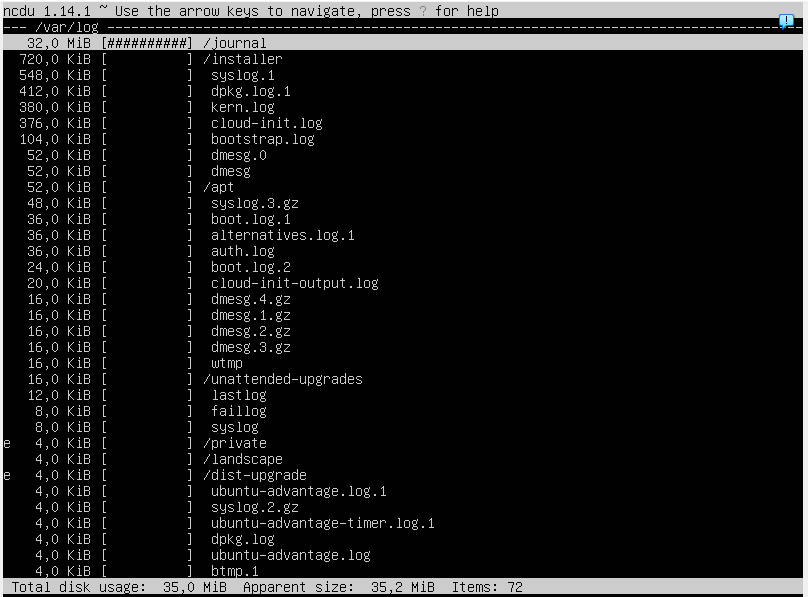 ncdu 1.14.1 ~ Use the arrow keys to navigate, press ? for help
--- /var/log ---------------------------------------------------------------------------------------
   32,0 MiB [##########] /journal
  720,0 KiB [          ] /installer
  548,0 KiB [          ]  syslog.1
  412,0 KiB [          ]  dpkg.log.1
  380,0 KiB [          ]  kern.log
  376,0 KiB [          ]  cloud-init.log
  104,0 KiB [          ]  bootstrap.log
   52,0 KiB [          ]  dmesg.0
   52,0 KiB [          ]  dmesg
   52,0 KiB [          ] /apt
   48,0 KiB [          ]  syslog.3.gz
   36,0 KiB [          ]  boot.log.1
   36,0 KiB [          ]  alternatives.log.1
   36,0 KiB [          ]  auth.log
   24,0 KiB [          ]  boot.log.2
   20,0 KiB [          ]  cloud-init-output.log
   16,0 KiB [          ]  dmesg.4.gz
   16,0 KiB [          ]  dmesg.1.gz
   16,0 KiB [          ]  dmesg.2.gz
   16,0 KiB [          ]  dmesg.3.gz
   16,0 KiB [          ]  wtmp
   16,0 KiB [          ] /unattended-upgrades
   12,0 KiB [          ]  lastlog
    8,0 KiB [          ]  faillog
    8,0 KiB [          ]  syslog
e   4,0 KiB [          ] /private
    4,0 KiB [          ] /landscape
e   4,0 KiB [          ] /dist-upgrade
    4,0 KiB [          ]  ubuntu-advantage.log.1
    4,0 KiB [          ]  syslog.2.gz
    4,0 KiB [          ]  ubuntu-advantage-timer.log.1
    4,0 KiB [          ]  dpkg.log
    4,0 KiB [          ]  ubuntu-advantage.log
    4,0 KiB [          ]  btmp.1
 Total disk usage:  35,0 MiB  Apparent size:  35,2 MiB  Items: 72